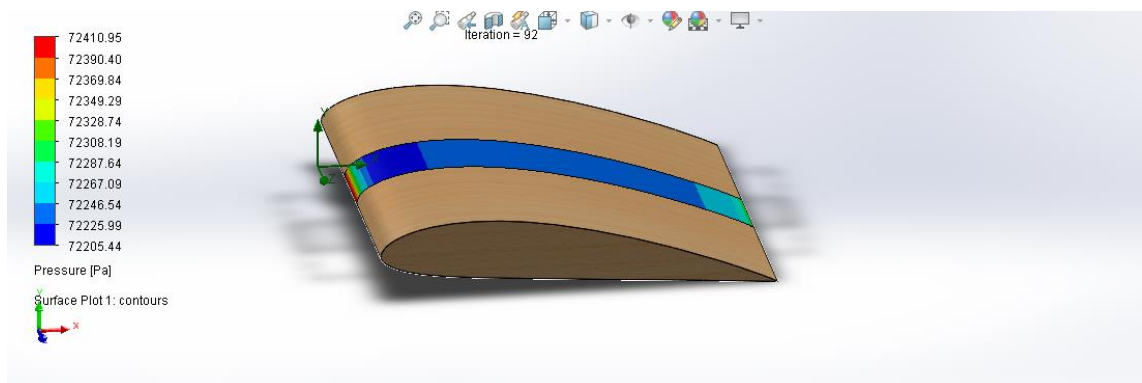 Iteration = 92
72410.95
72390.40
72369.84
72349.29
72328.74
72308.19
72287.64
72267.09
72246.54
72225.99
72205.44
Pressure [Pa]
Surface Plot 1: contours
Y
X